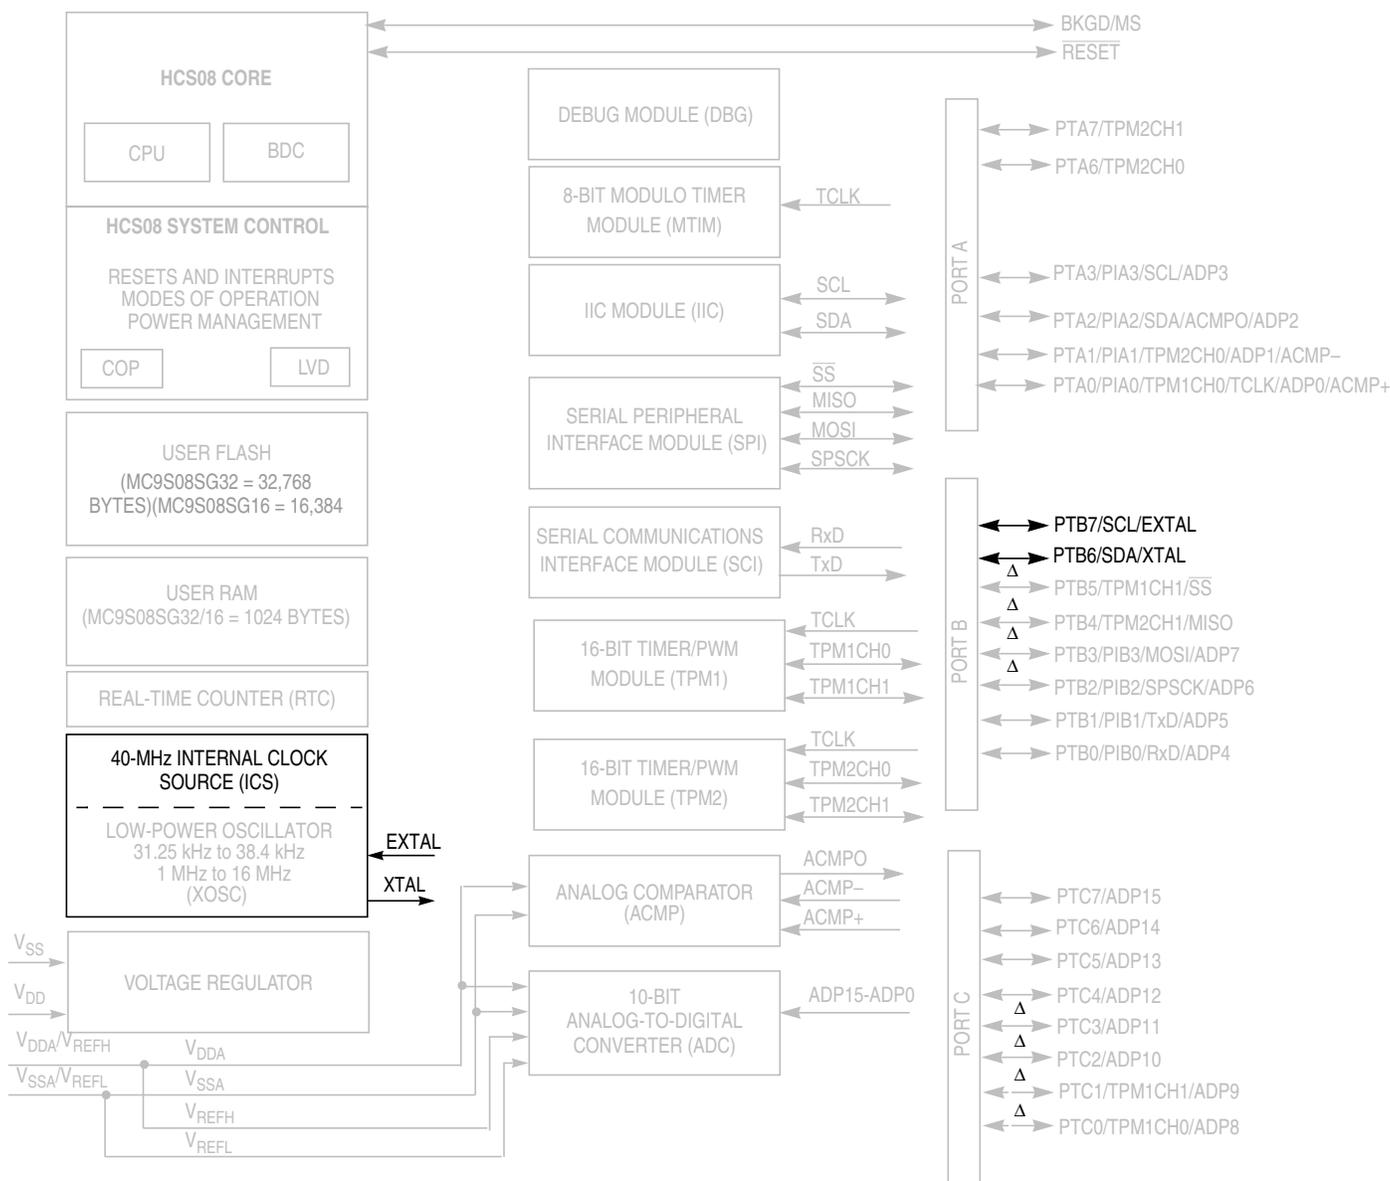 BKGD/MS
RESET
HCS08 CORE
CPU
BDC
HCS08 SYSTEM CONTROL
RESETS AND INTERRUPTS
MODES OF OPERATION
POWER MANAGEMENT
COP
LVD
USER FLASH
(MC9S08SG32 = 32,768
BYTES)(MC9S08SG16 = 16,384
USER RAM
(MC9S08SG32/16 = 1024 BYTES)
REAL-TIME COUNTER (RTC)
40-MHz INTERNAL CLOCK
SOURCE (ICS)
LOW-POWER OSCILLATOR
31.25 kHz to 38.4 kHz
1 MHz to 16 MHz
(XOSC)
EXTAL
XTAL
VSS
VDD
VOLTAGE REGULATOR
VDDA/VREFH
VSSA/VREFL
VDDA
VSSA
VREFH
VREFL
DEBUG MODULE (DBG)
8-BIT MODULO TIMER
MODULE (MTIM)
TCLK
IIC MODULE (IIC)
SCL
SDA
SERIAL PERIPHERAL
INTERFACE MODULE (SPI)
SS
MISO
MOSI
SPSCK
SERIAL COMMUNICATIONS
INTERFACE MODULE (SCI)
RxD
TxD
16-BIT TIMER/PWM
MODULE (TPM1)
TCLK
TPM1CH0
TPM1CH1
16-BIT TIMER/PWM
MODULE (TPM2)
TCLK
TPM2CH0
TPM2CH1
ANALOG COMPARATOR
(ACMP)
ACMPO
ACMP–
ACMP+
10-BIT
ANALOG-TO-DIGITAL
CONVERTER (ADC)
ADP15-ADP0
PORT A
PTA7/TPM2CH1
PTA6/TPM2CH0
PTA3/PIA3/SCL/ADP3
PTA2/PIA2/SDA/ACMPO/ADP2
PTA1/PIA1/TPM2CH0/ADP1/ACMP–
PTA0/PIA0/TPM1CH0/TCLK/ADP0/ACMP+
PORT B
PTB7/SCL/EXTAL
PTB6/SDA/XTAL
Δ
PTB5/TPM1CH1/SS
Δ
PTB4/TPM2CH1/MISO
Δ
PTB3/PIB3/MOSI/ADP7
Δ
PTB2/PIB2/SPSCK/ADP6
PTB1/PIB1/TxD/ADP5
PTB0/PIB0/RxD/ADP4
PORT C
PTC7/ADP15
PTC6/ADP14
PTC5/ADP13
PTC4/ADP12
Δ
PTC3/ADP11
Δ
PTC2/ADP10
Δ
PTC1/TPM1CH1/ADP9
Δ
PTC0/TPM1CH0/ADP8